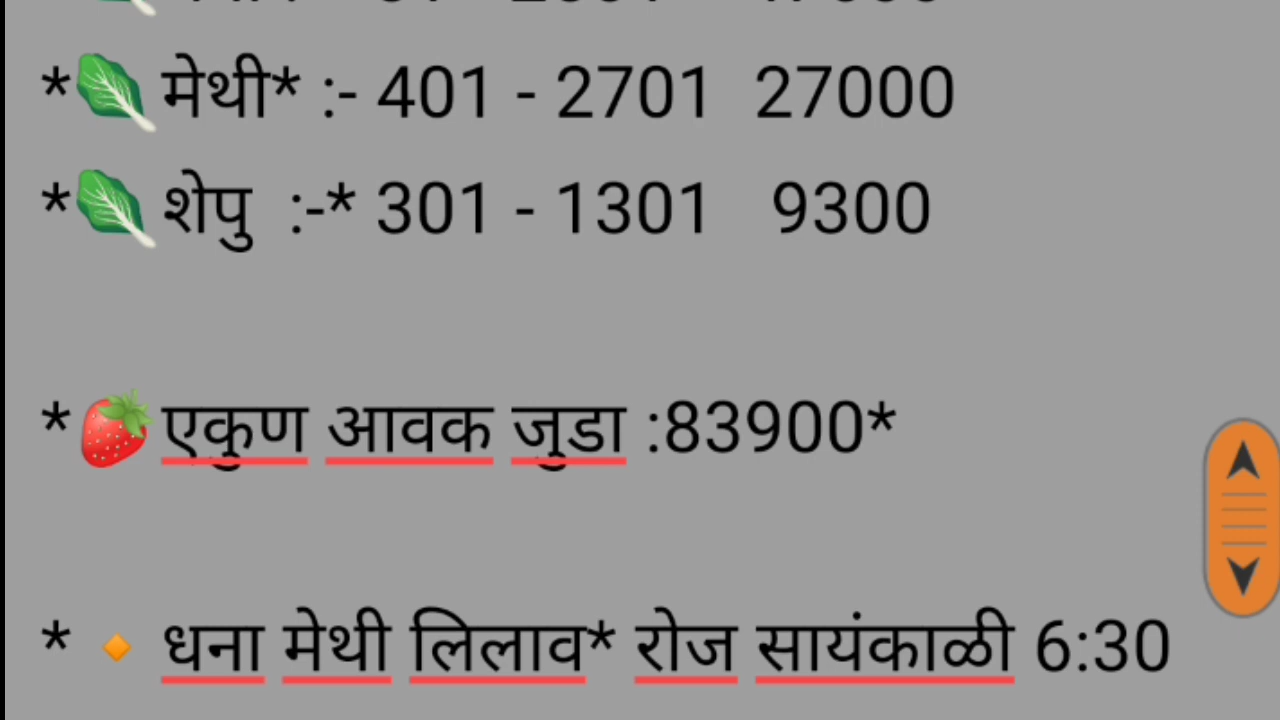 *🥬 मेथी* :- 401 - 2701 27000
*🥬 शेपु :-* 301 - 1301 9300
*🍓 एकुण आवक जुडा :83900*
*🔸 धना मेथी लिलाव* रोज सायंकाळी 6:30